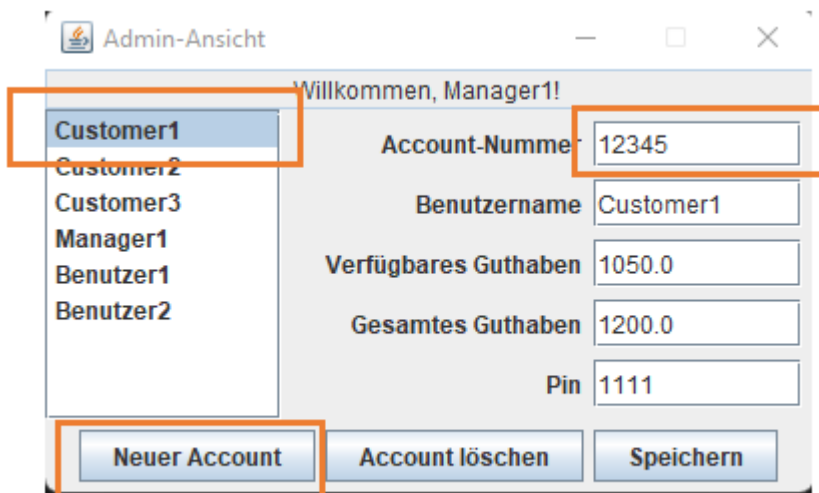 Admin-Ansicht
Willkommen, Manager1!
Customer1
Customer2
Customer3
Manager1
Benutzer1
Benutzer2
Account-Nummer 12345
Benutzername Customer1
Verfügbares Guthaben 1050.0
Gesamtes Guthaben 1200.0
Pin 1111
Neuer Account Account löschen Speichern